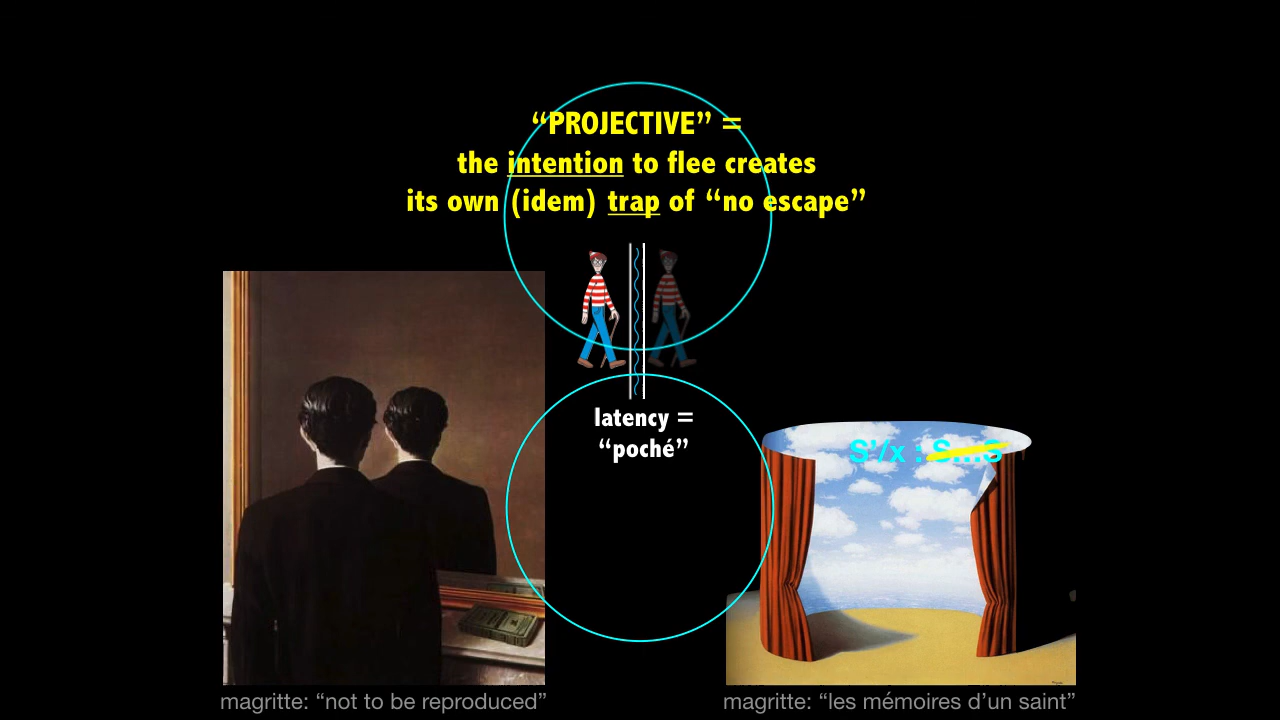 “PROJECTIVE” =
the intention to flee creates
its own (idem) trap of “no escape”
latency =
“poché”
S’/x : S…S
magritte: “not to be reproduced”
magritte: “les mémoires d’un saint”